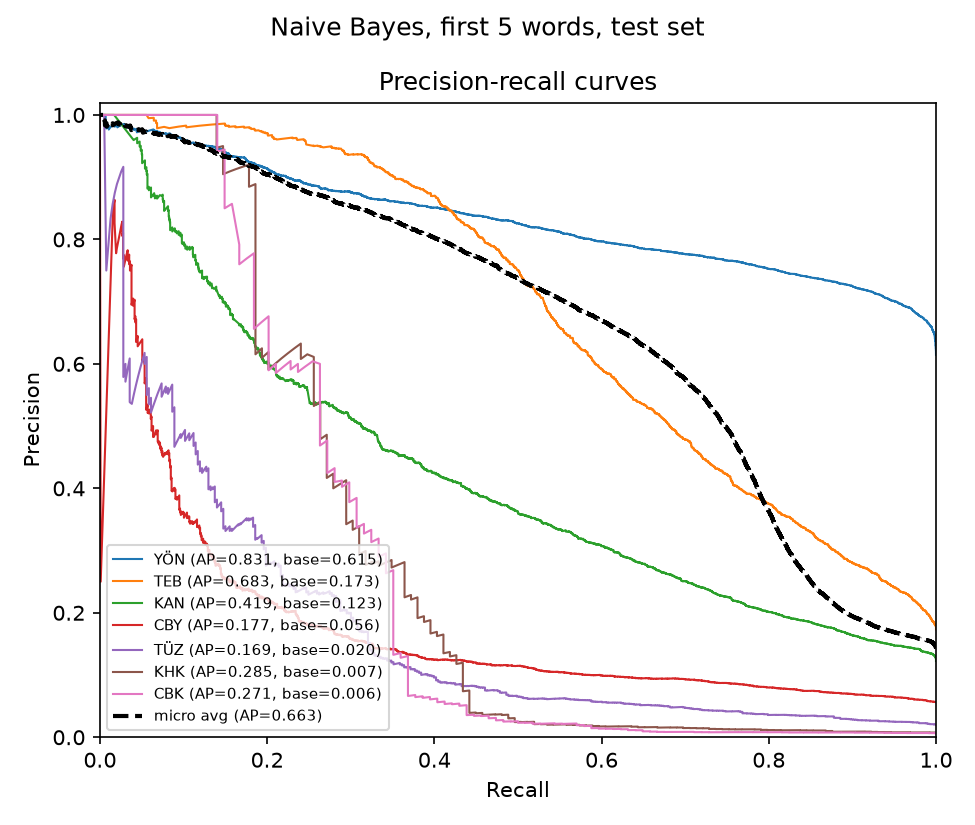 Naive Bayes, first 5 words, test set
Precision-recall curves
Precision
1.0
0.8
0.6
0.4
0.2
0.0
YÖN (AP=0.831, base=0.615)
TEB (AP=0.683, base=0.173)
KAN (AP=0.419, base=0.123)
CBY (AP=0.177, base=0.056)
TÜZ (AP=0.169, base=0.020)
KHK (AP=0.285, base=0.007)
CBK (AP=0.271, base=0.006)
micro avg (AP=0.663)
0.0 0.2 0.4 0.6 0.8 1.0
Recall